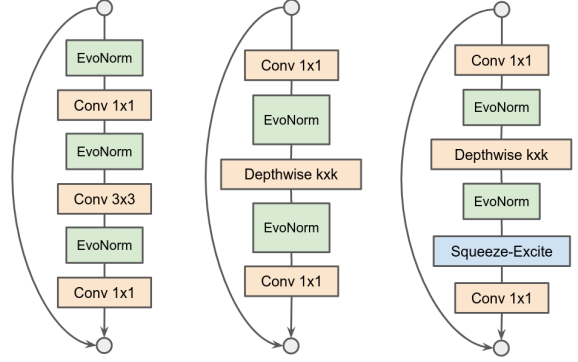 EvoNorm
Conv 1x1
EvoNorm
Conv 3x3
EvoNorm
Conv 1x1
Conv 1x1
EvoNorm
Depthwise kxk
EvoNorm
Conv 1x1
Conv 1x1
EvoNorm
Depthwise kxk
EvoNorm
Squeeze-Excite
Conv 1x1